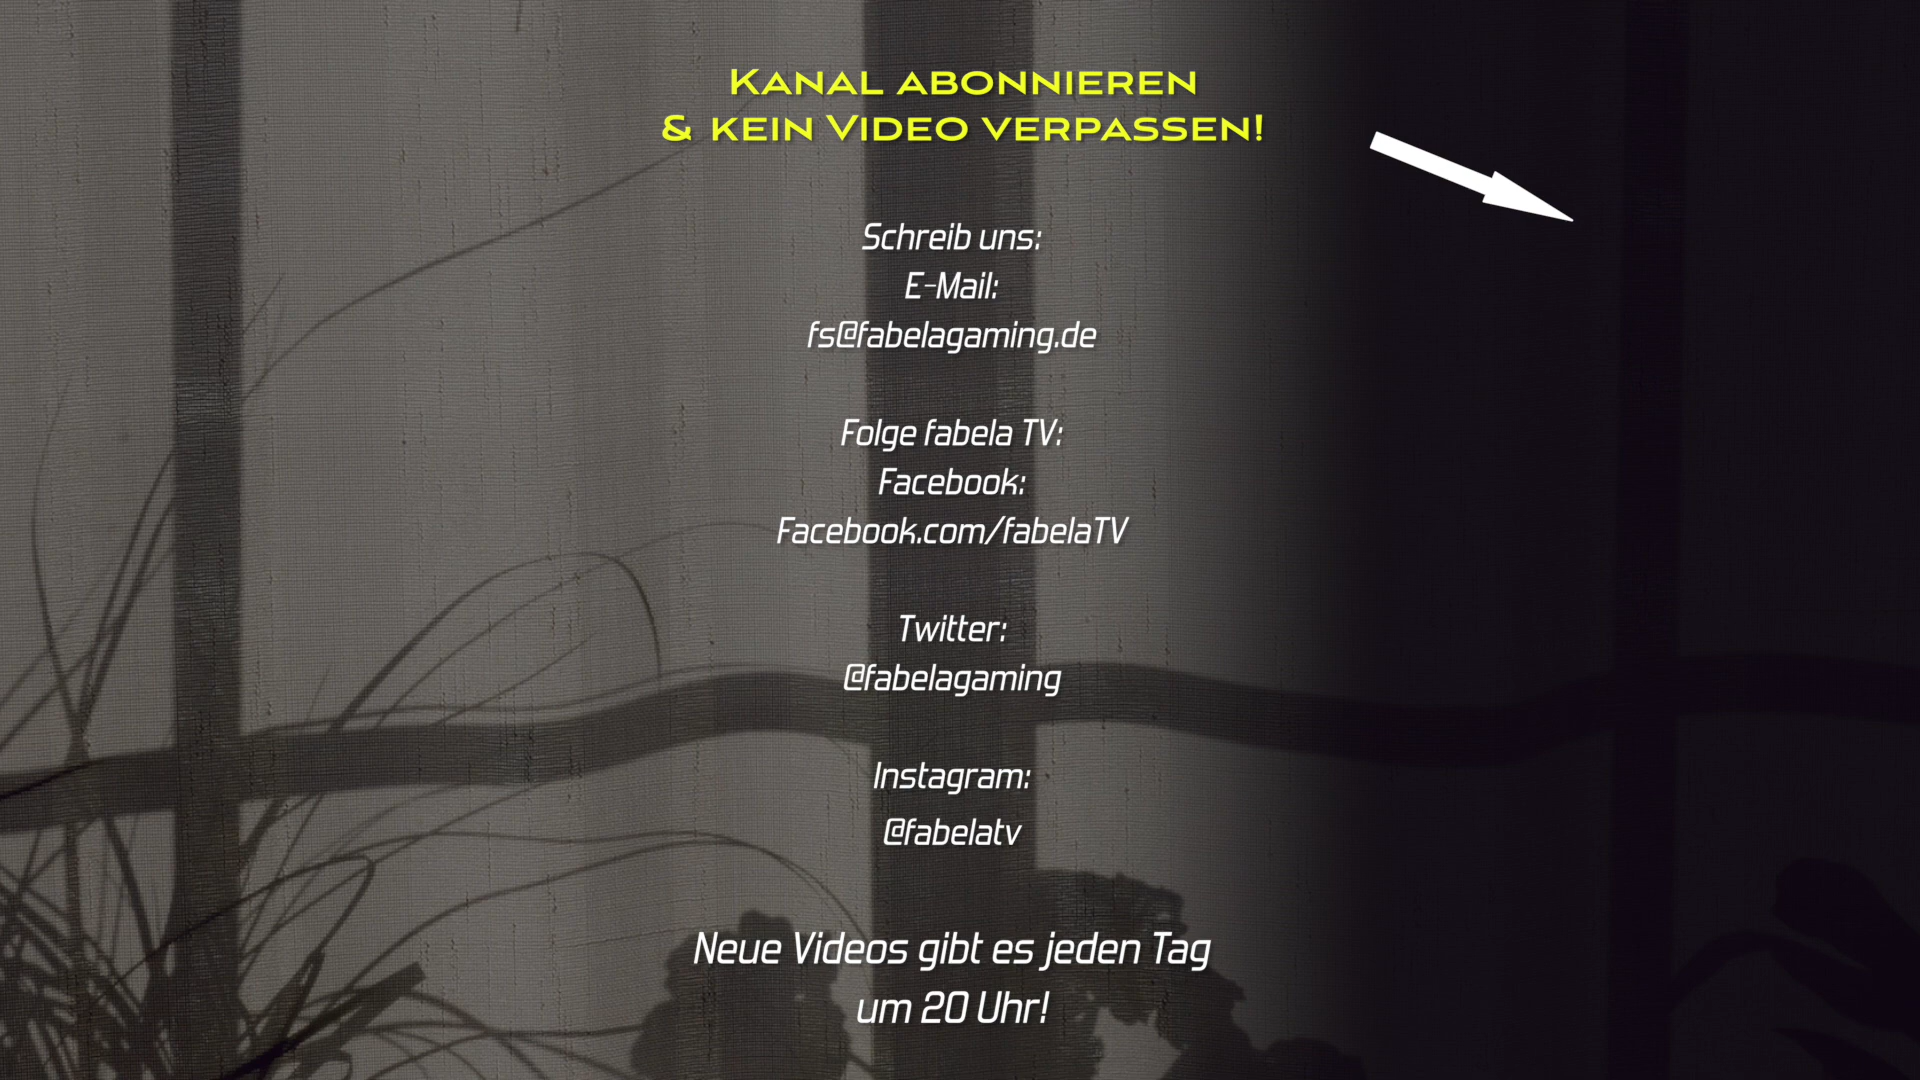 Kanal abonnieren
& kein Video verpassen!
Schreib uns:
E-Mail:
fs@fabelagaming.de
Folge fabela TV:
Facebook:
Facebook.com/fabelaTV
Twitter:
@fabelagaming
Instagram:
@fabelatv
Neue Videos gibt es jeden Tag
um 20 Uhr!